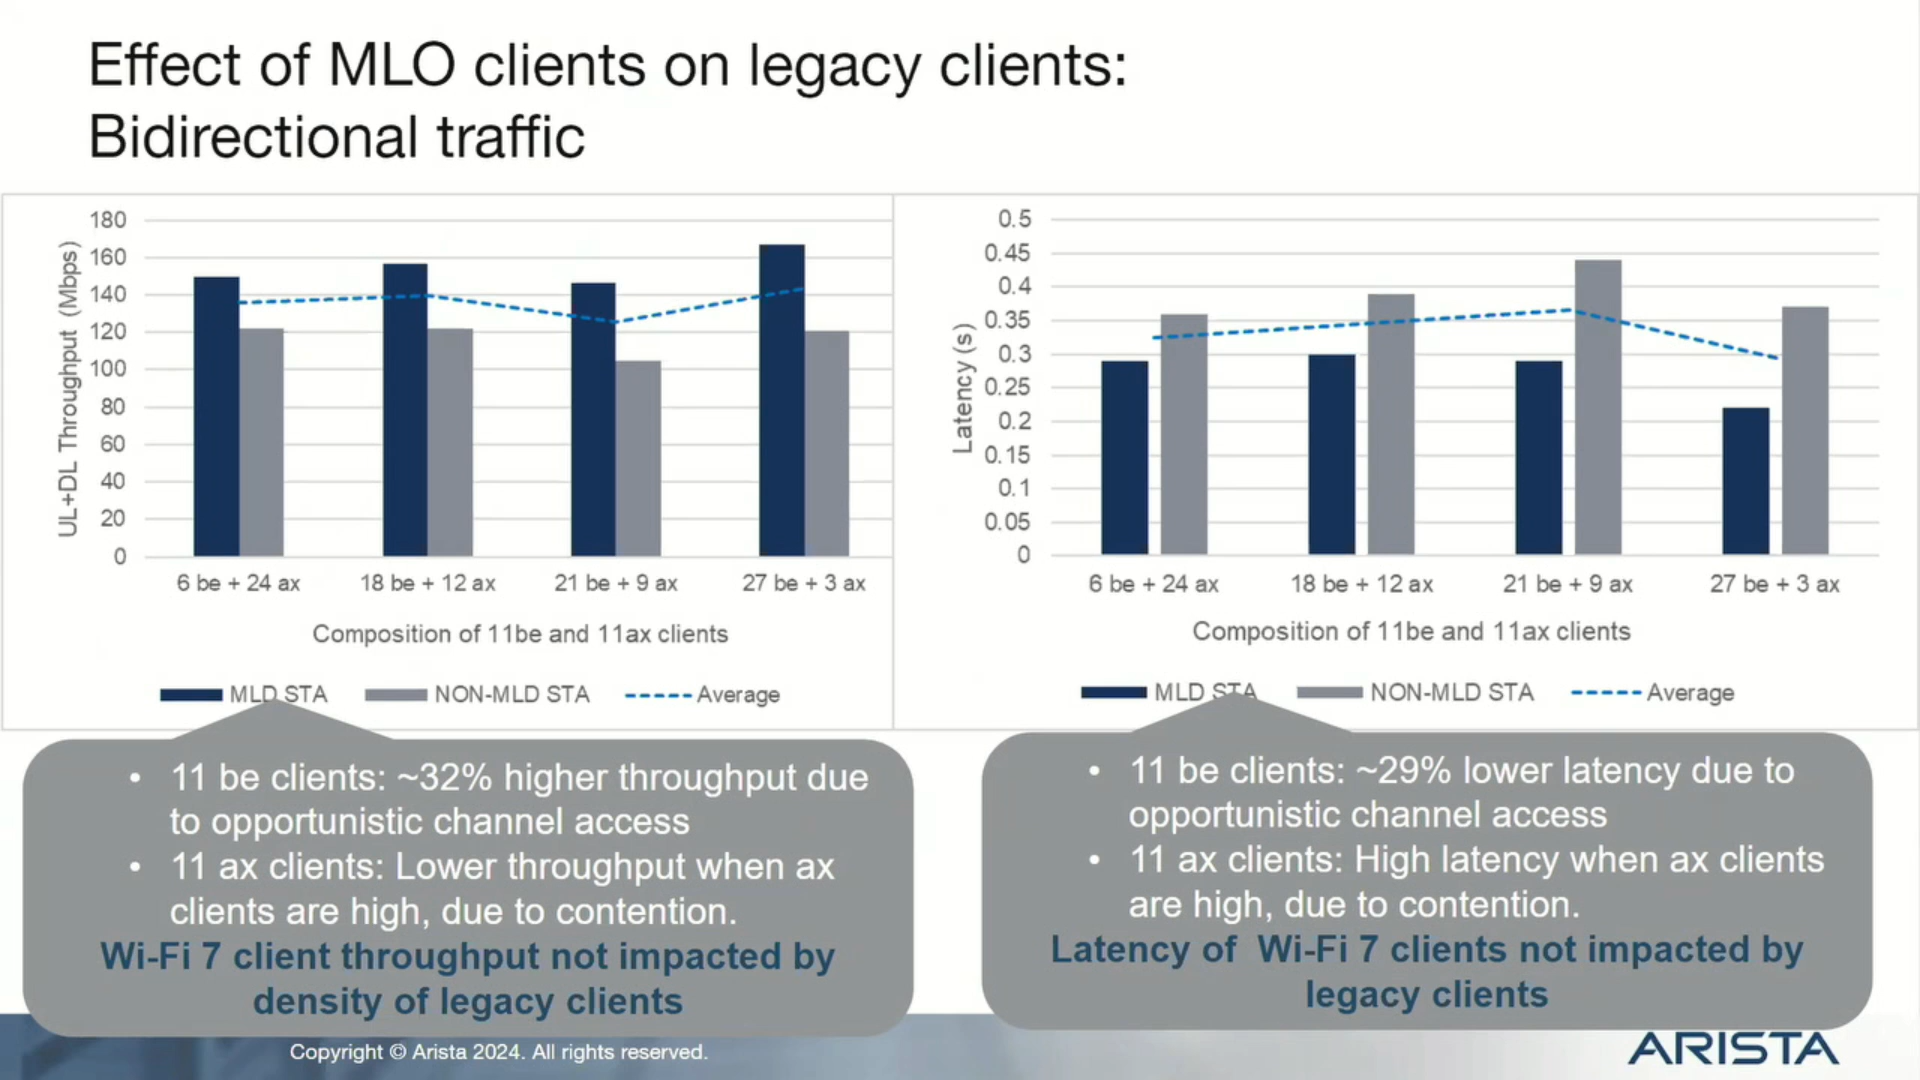 Effect of MLO clients on legacy clients:
Bidirectional traffic
180
160
140
120
100
80
60
40
20
0
UL+DL Throughput (Mbps)
6 be + 24 ax
18 be + 12 ax
21 be + 9 ax
27 be + 3 ax
Composition of 11be and 11ax clients
MLD STA
NON-MLD STA
Average
0.5
0.45
0.4
0.35
0.3
0.25
0.2
0.15
0.1
0.05
0
Latency (s)
6 be + 24 ax
18 be + 12 ax
21 be + 9 ax
27 be + 3 ax
Composition of 11be and 11ax clients
MLD STA
NON-MLD STA
Average
• 11 be clients: ~32% higher throughput due
to opportunistic channel access
• 11 ax clients: Lower throughput when ax
clients are high, due to contention.
Wi-Fi 7 client throughput not impacted by
density of legacy clients
• 11 be clients: ~29% lower latency due to
opportunistic channel access
• 11 ax clients: High latency when ax clients
are high, due to contention.
Latency of  Wi-Fi 7 clients not impacted by
legacy clients
Copyright © Arista 2024. All rights reserved.
ARISTA